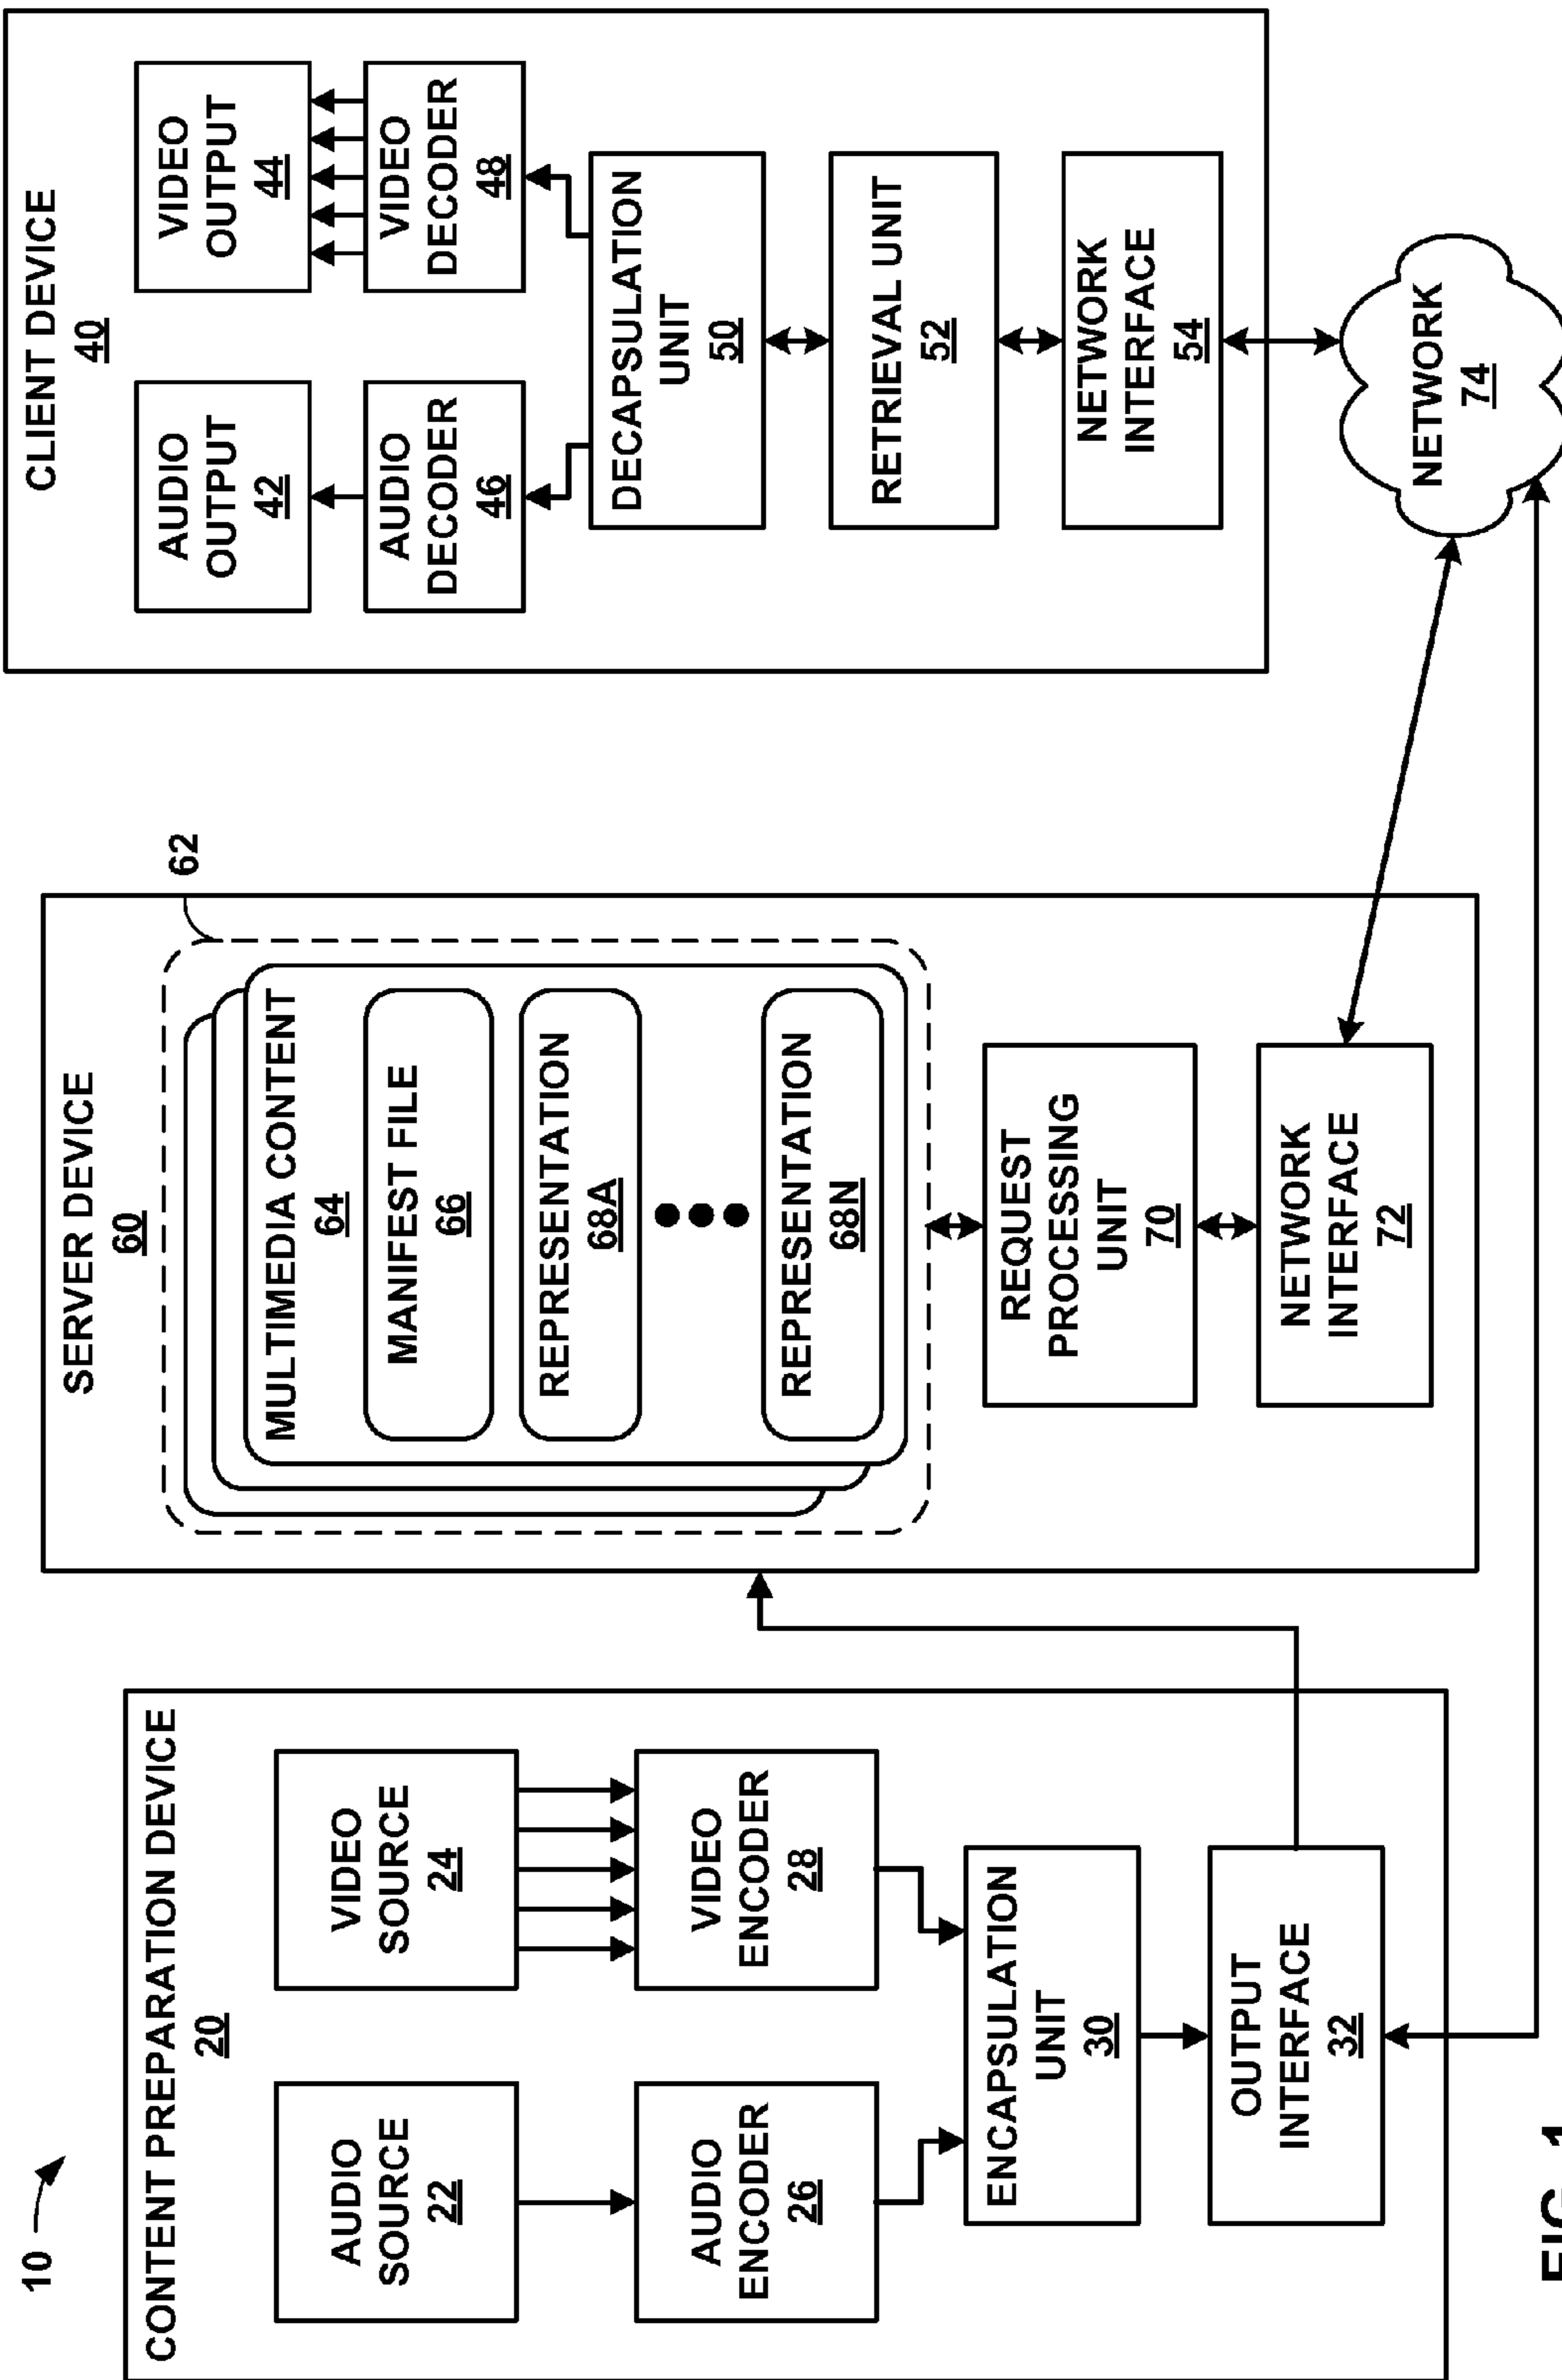 10
CONTENT PREPARATION DEVICE
20
AUDIO
SOURCE
22
VIDEO
SOURCE
24
AUDIO
ENCODER
26
VIDEO
ENCODER
28
ENCAPSULATION
UNIT
30
OUTPUT
INTERFACE
32
SERVER DEVICE
60
62
MULTIMEDIA CONTENT
64
MANIFEST FILE
66
REPRESENTATION
68A
REPRESENTATION
68N
REQUEST
PROCESSING
UNIT
70
NETWORK
INTERFACE
72
CLIENT DEVICE
40
AUDIO
OUTPUT
42
VIDEO
OUTPUT
44
AUDIO
DECODER
46
VIDEO
DECODER
48
DECAPSULATION
UNIT
50
RETRIEVAL UNIT
52
NETWORK
INTERFACE
54
NETWORK
74
FIG. 1